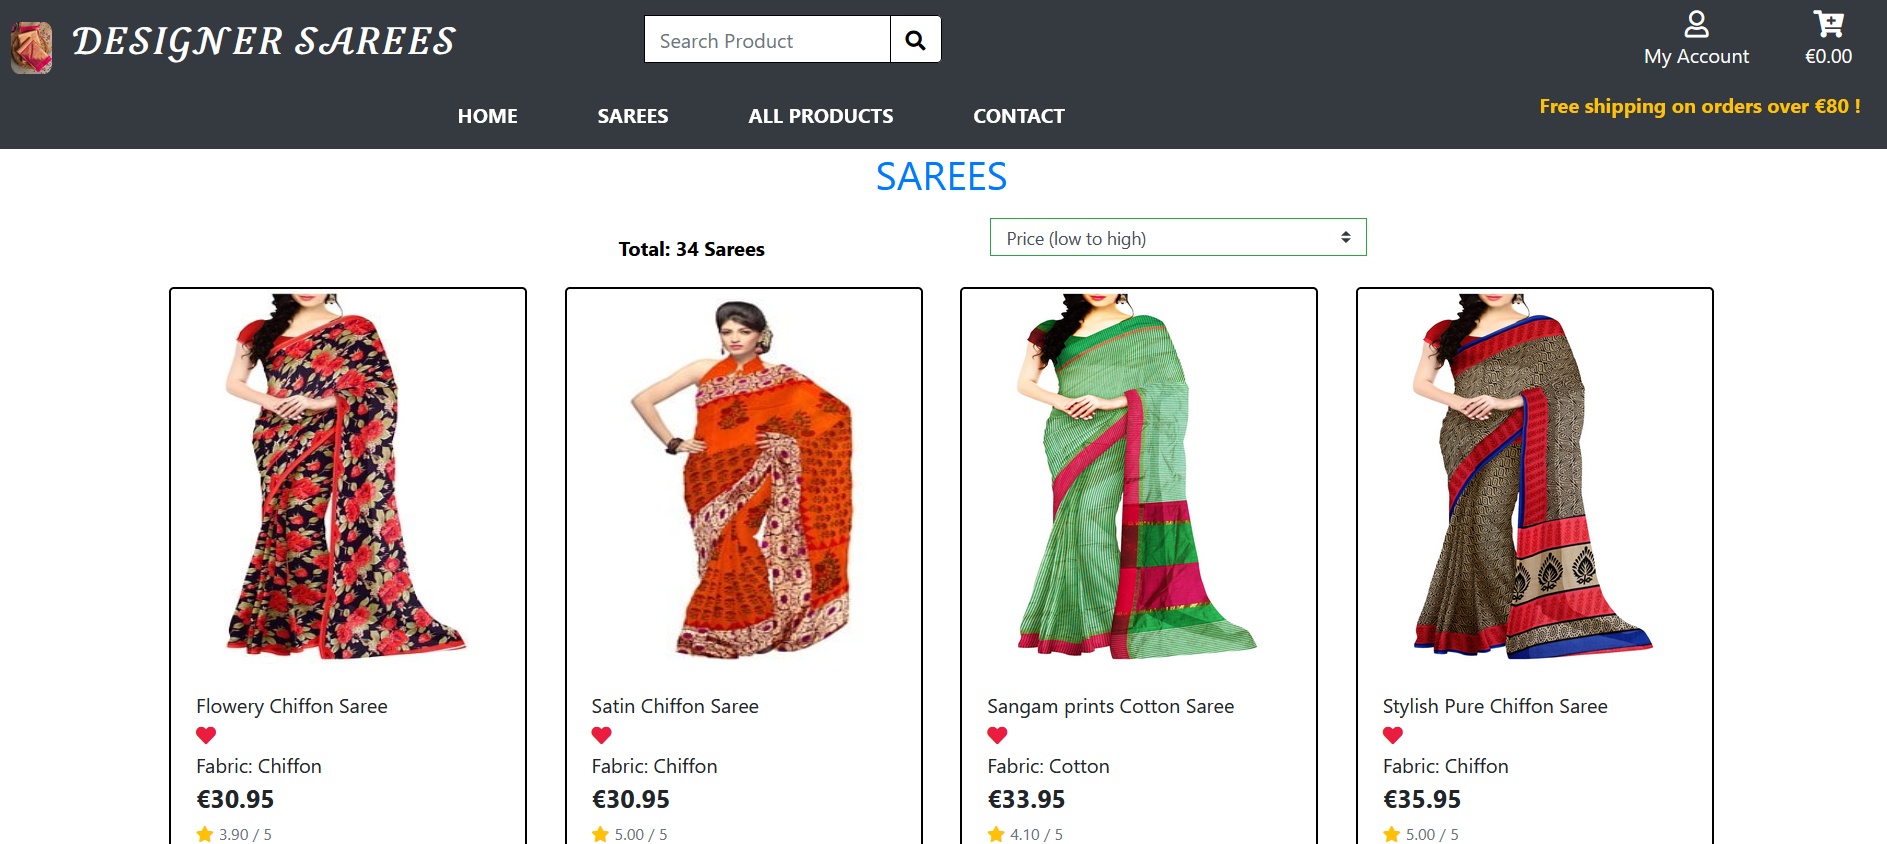 DESIGNER SAREES
Search Product
My Account
€0.00
HOME
SAREES
ALL PRODUCTS
CONTACT
Free shipping on orders over €80 !
SAREES
Total: 34 Sarees
Price (low to high)
Flowery Chiffon Saree
Fabric: Chiffon
€30.95
3.90 / 5
Satin Chiffon Saree
Fabric: Chiffon
€30.95
5.00 / 5
Sangam prints Cotton Saree
Fabric: Cotton
€33.95
4.10 / 5
Stylish Pure Chiffon Saree
Fabric: Chiffon
€35.95
5.00 / 5